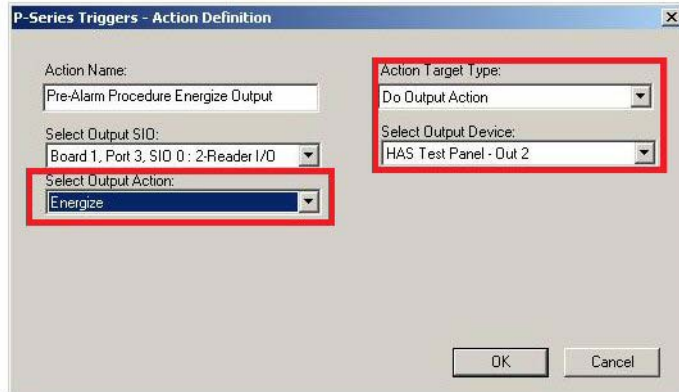 P-Series Triggers - Action Definition
Action Name:
Pre-Alarm Procedure Energize Output
Select Output SIO:
Board 1, Port 3, SIO 0 : 2-Reader I/O
Select Output Action:
Energize
Action Target Type:
Do Output Action
Select Output Device:
HAS Test Panel - Out 2
OK
Cancel